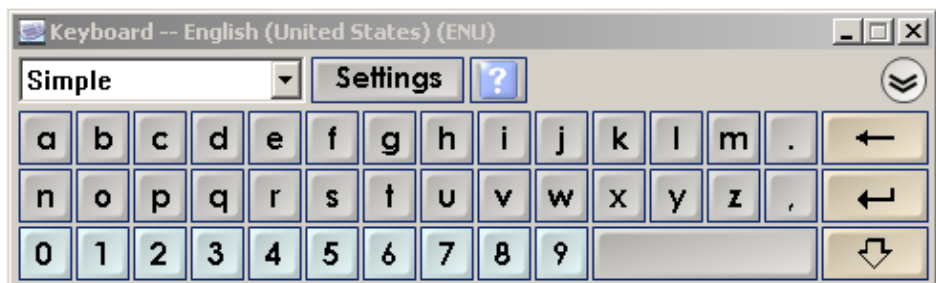 Keyboard -- English (United States) (ENU)
Simple Settings ?
a b c d e f g h i j k l m .
n o p q r s t u v w x y z ,
0 1 2 3 4 5 6 7 8 9